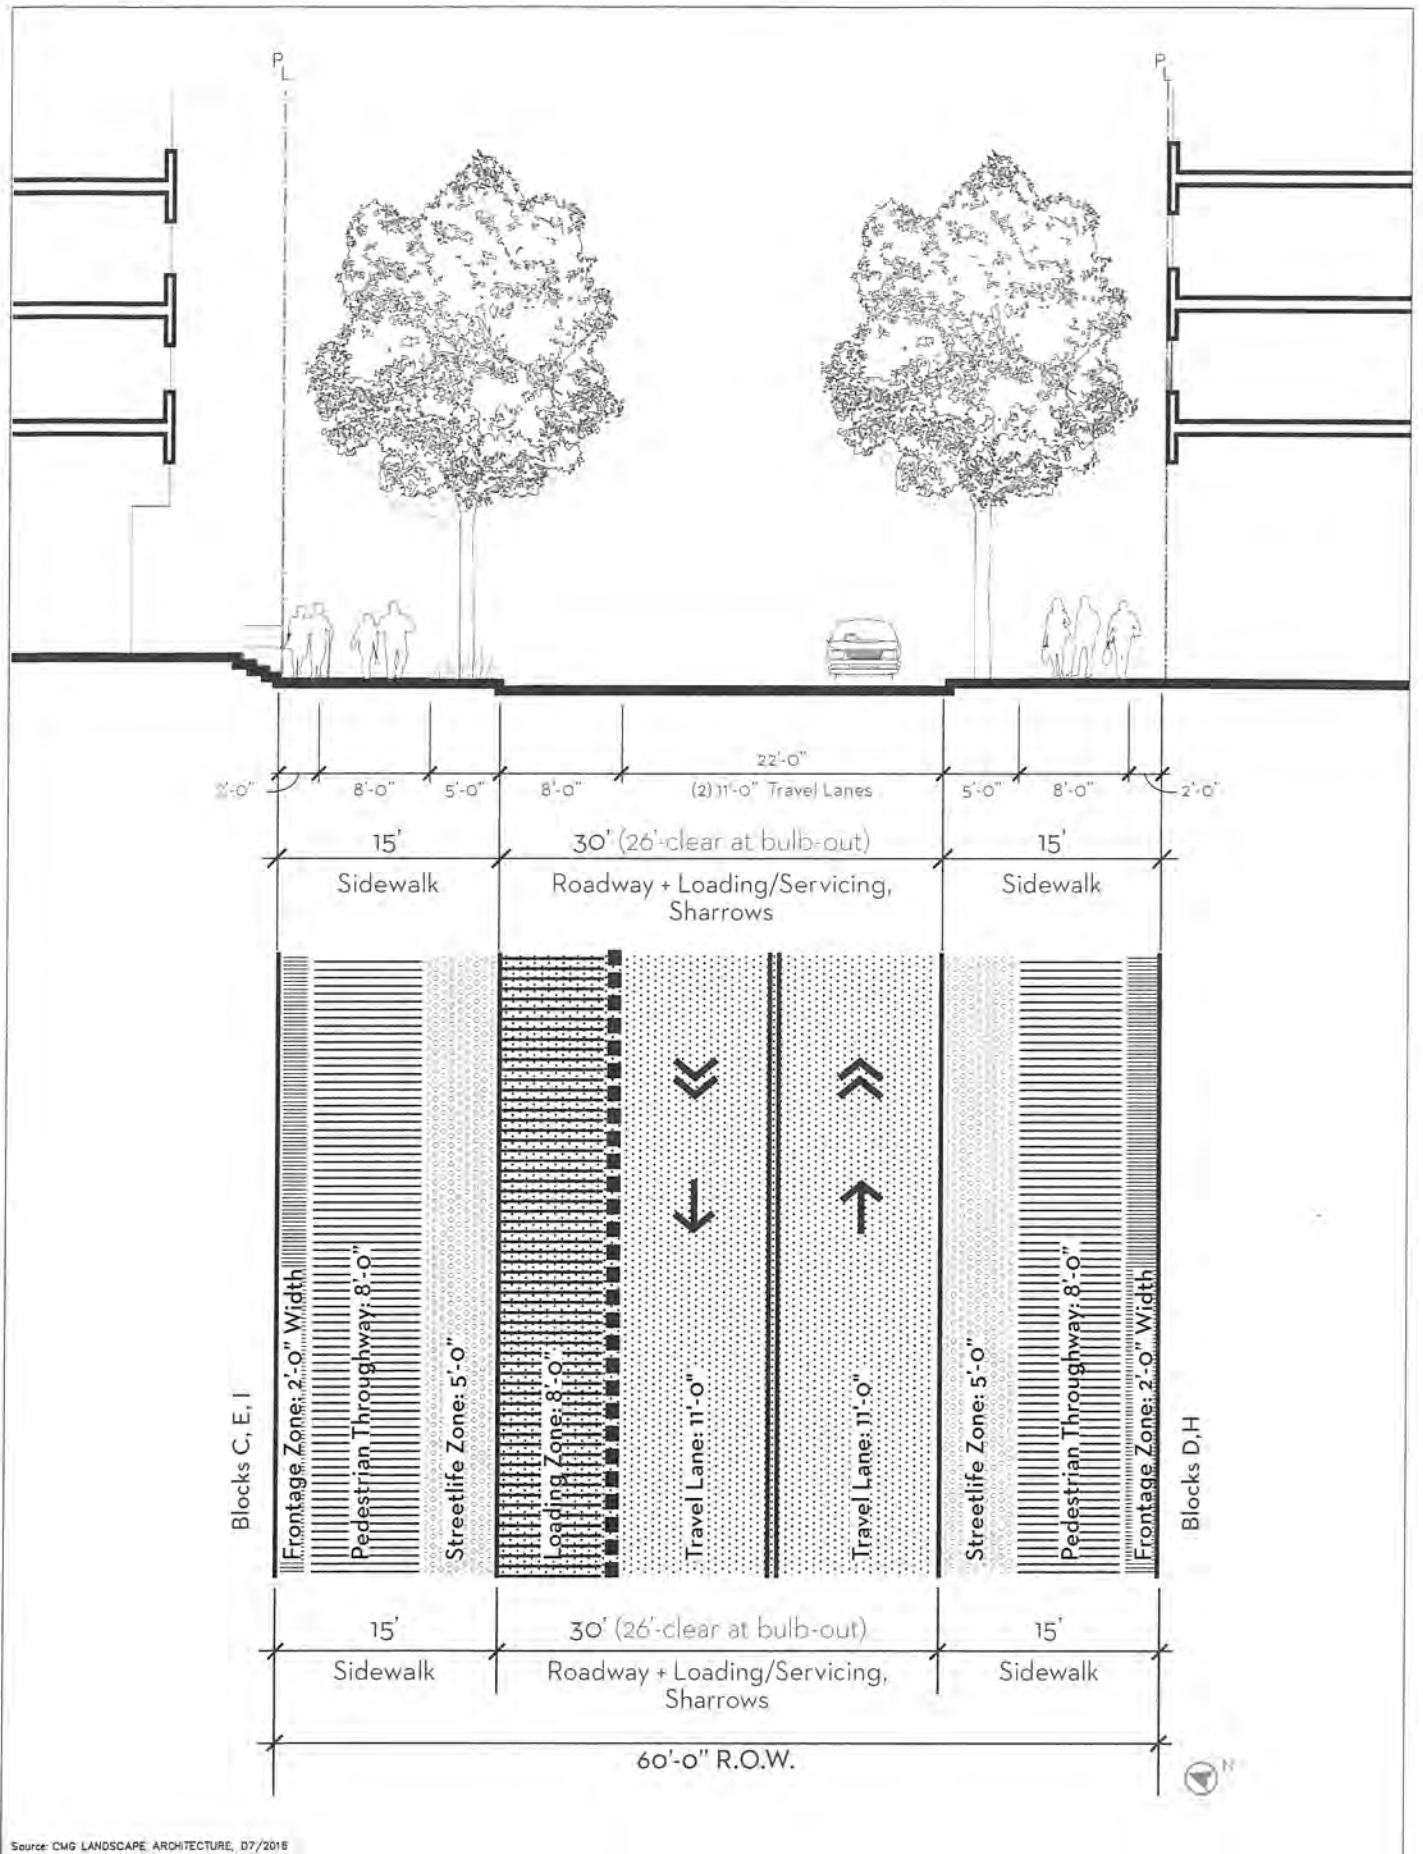 PL
PL
22'-0"
2'-0"
8'-0"
5'-0"
8'-0"
(2) 11'-0" Travel Lanes
5'-0"
8'-0"
2'-0"
15'
30' (26'-clear at bulb-out)
15'
Sidewalk
Roadway + Loading/Servicing,
Sharrows
Sidewalk
Blocks C, E, I
Frontage Zone: 2'-0" Width
Pedestrian Throughway: 8'-0"
Streetlife Zone: 5'-0"
Loading Zone: 8'-0"
Travel Lane: 11'-0"
Travel Lane: 11'-0"
Streetlife Zone: 5'-0"
Pedestrian Throughway: 8'-0"
Frontage Zone: 2'-0" Width
Blocks D,H
15'
30' (26'-clear at bulb-out)
15'
Sidewalk
Roadway + Loading/Servicing,
Sharrows
Sidewalk
60'-0" R.O.W.
N
Source: CMG LANDSCAPE ARCHITECTURE, 07/2016